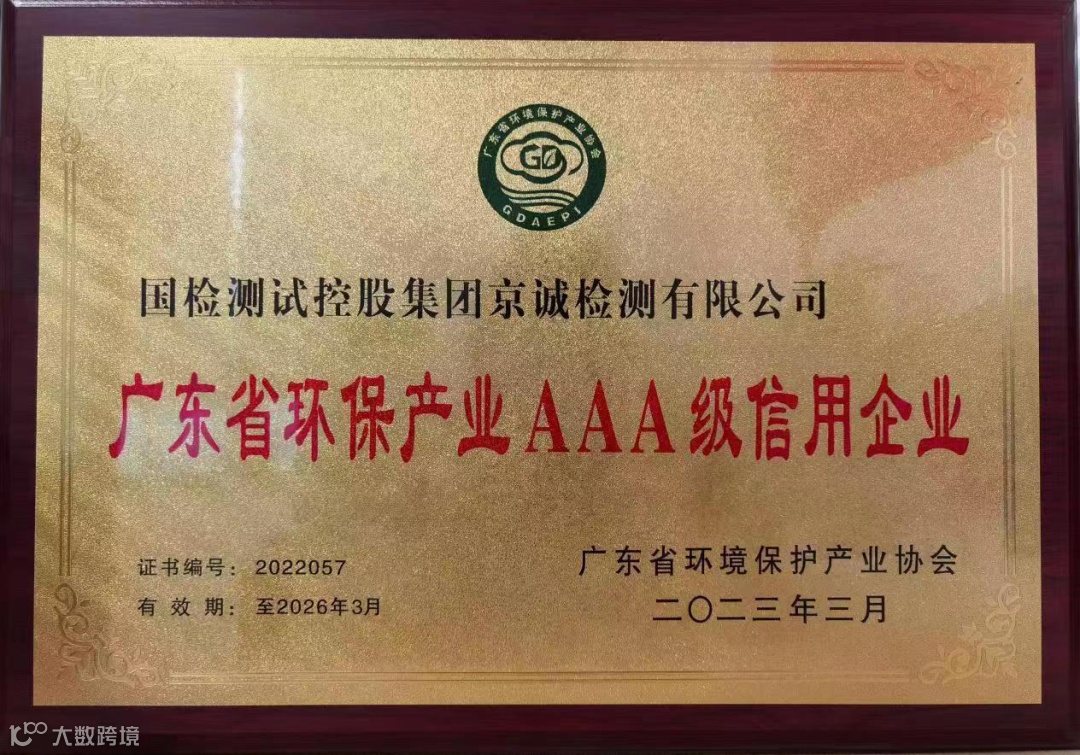 广东省环境保护产业协会
GD
GDAEPI
国检测试控股集团京诚检测有限公司
广东省环保产业AAA级信用企业
证书编号：2022057
有效期：至2026年3月
广东省环境保护产业协会
二〇二三年三月
大数跨境